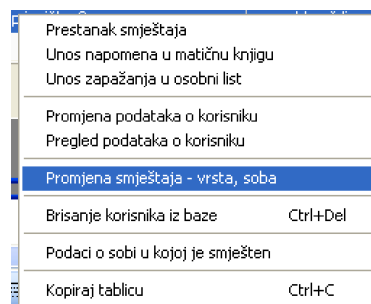 Prestanak smještaja
Unos napomena u matičnu knjigu
Unos zapažanja u osobni list
Promjena podataka o korisniku
Pregled podataka o korisniku
Promjena smještaja - vrsta, soba
Brisanje korisnika iz baze Ctrl+Del
Podaci o sobi u kojoj je smješten
Kopiraj tablicu Ctrl+C